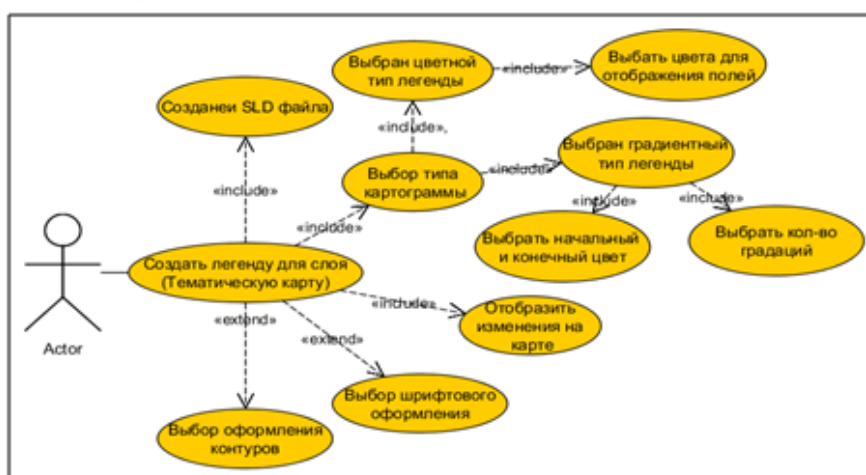 Выбран цветной
тип легенды
«include»
Выбать цвета для
отображения полей
Созданеи SLD файла
«include»,
Выбран градиентный
тип легенды
«include»
Выбор типа
картограммы
«include»
«include»
«include»
«include»
Выбрать начальный
и конечный цвет
Выбрать кол-во
градаций
Создать легенду для слоя
(Тематическую карту)
«include»
Отобразить
изменения на
карте
«extend»
«extend»
Actor
Выбор шрифтового
оформления
Выбор оформления
контуров